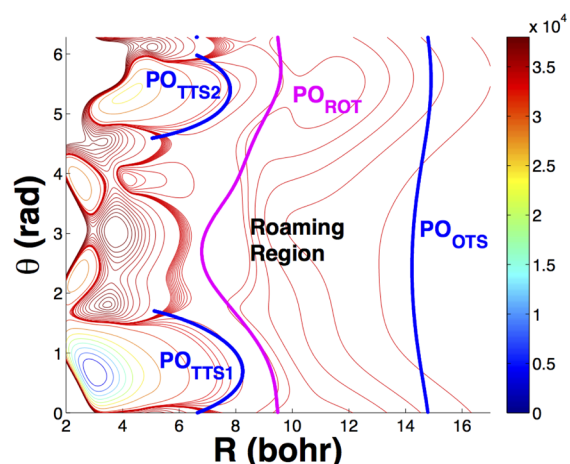 x 10⁴
6
5
4
3
2
1
0
θ (rad)
PO_TTS2
PO_ROT
Roaming
Region
PO_OTS
PO_TTS1
2 4 6 8 10 12 14 16
R (bohr)
3.5
3
2.5
2
1.5
1
0.5
0